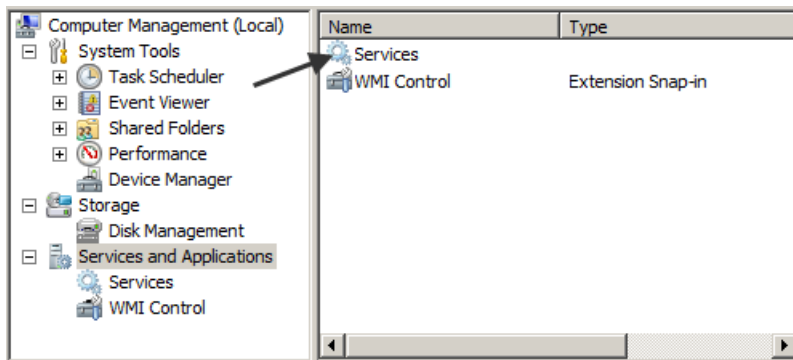 Computer Management (Local)
System Tools
Task Scheduler
Event Viewer
Shared Folders
Performance
Device Manager
Storage
Disk Management
Services and Applications
Services
WMI Control
Name Type
Services
WMI Control Extension Snap-in